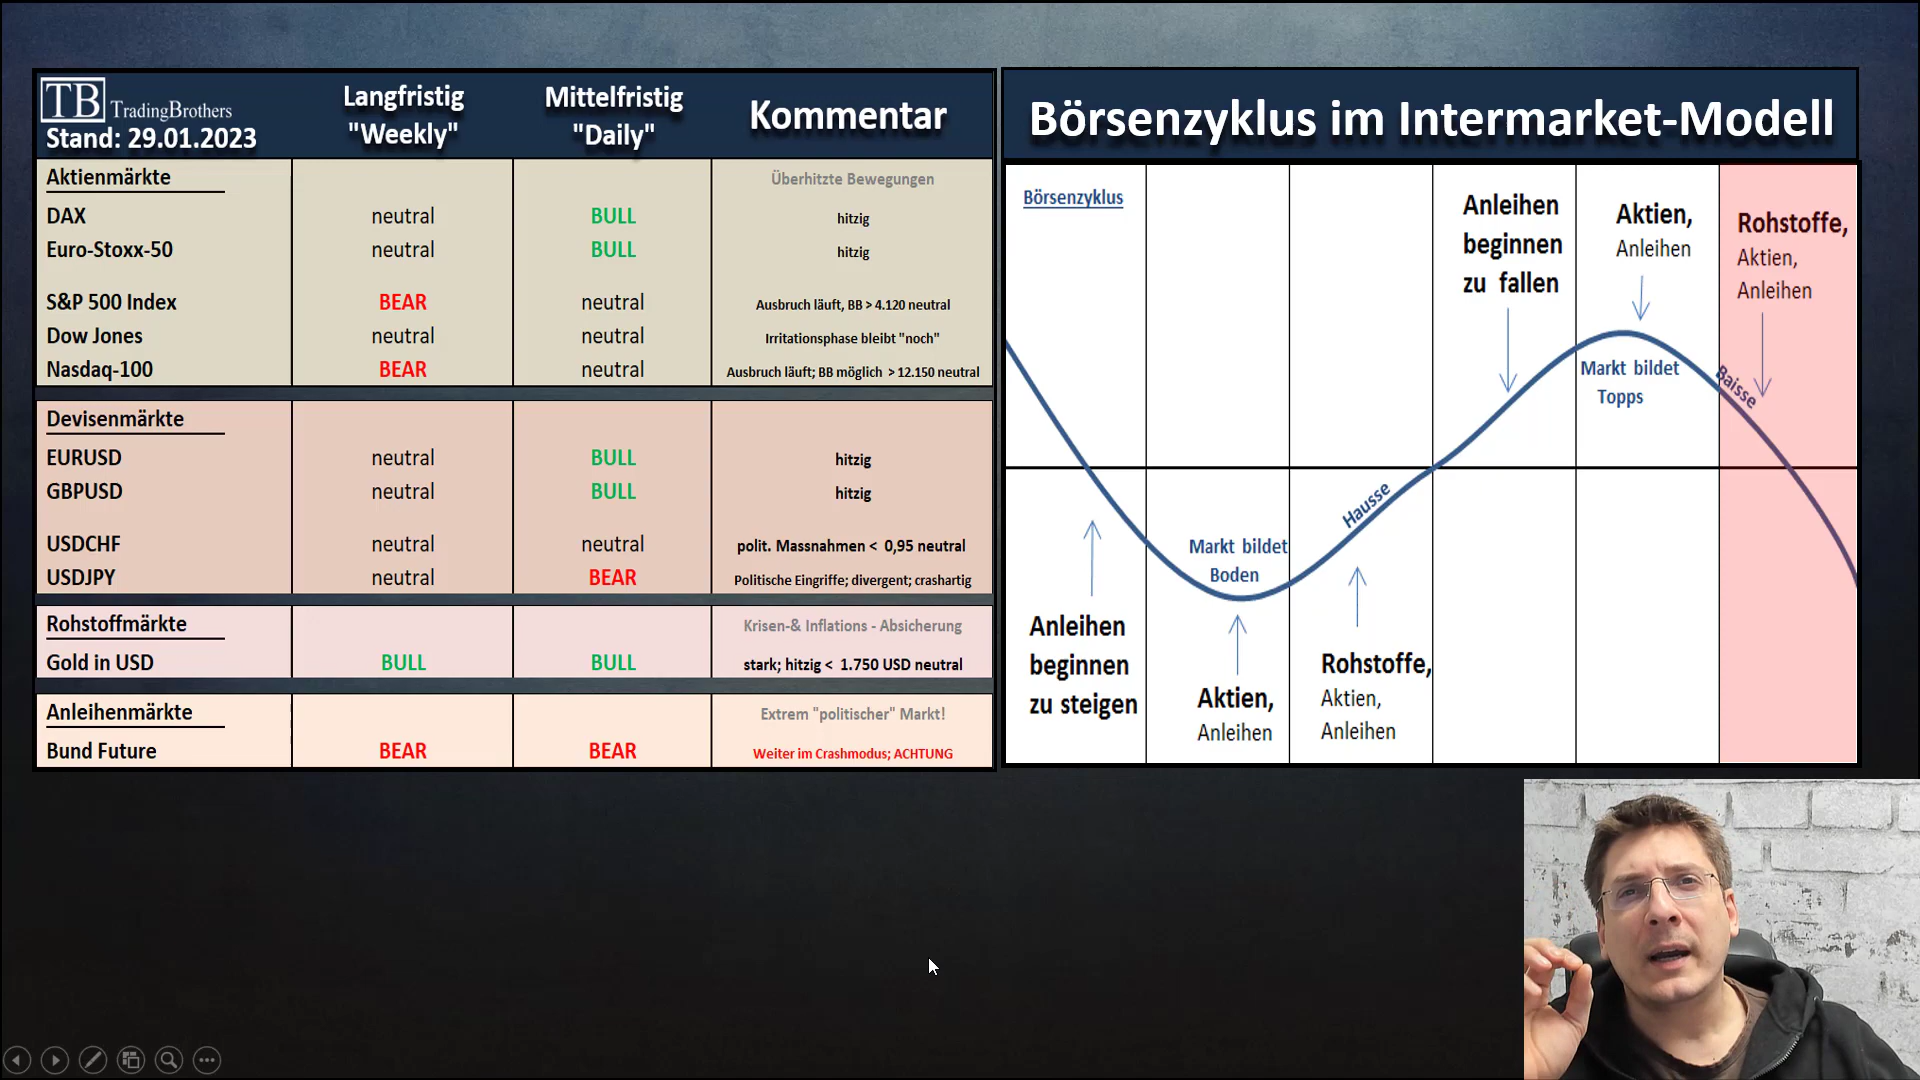 TB TradingBrothers
Stand: 29.01.2023
Langfristig
"Weekly"
Mittelfristig
"Daily"
Kommentar
Aktienmärkte
Überhitzte Bewegungen
DAX neutral BULL hitzig
Euro-Stoxx-50 neutral BULL hitzig
S&P 500 Index BEAR neutral Ausbruch läuft, BB > 4.120 neutral
Dow Jones neutral neutral Irritationsphase bleibt "noch"
Nasdaq-100 BEAR neutral Ausbruch läuft; BB möglich > 12.150 neutral
Devisenmärkte
EURUSD neutral BULL hitzig
GBPUSD neutral BULL hitzig
USDCHF neutral neutral polit. Massnahmen < 0,95 neutral
USDJPY neutral BEAR Politische Eingriffe; divergent; crashartig
Rohstoffmärkte Krisen-& Inflations - Absicherung
Gold in USD BULL BULL stark; hitzig < 1.750 USD neutral
Anleihenmärkte Extrem "politischer" Markt!
Bund Future BEAR BEAR Weiter im Crashmodus; ACHTUNG
Börsenzyklus im Intermarket-Modell
Börsenzyklus
Anleihen
beginnen
zu steigen
Markt bildet
Boden
Aktien,
Anleihen
Hausse
Rohstoffe,
Aktien,
Anleihen
Anleihen
beginnen
zu fallen
Aktien,
Anleihen
Markt bildet
Topps
Rohstoffe,
Aktien,
Anleihen
Baisse